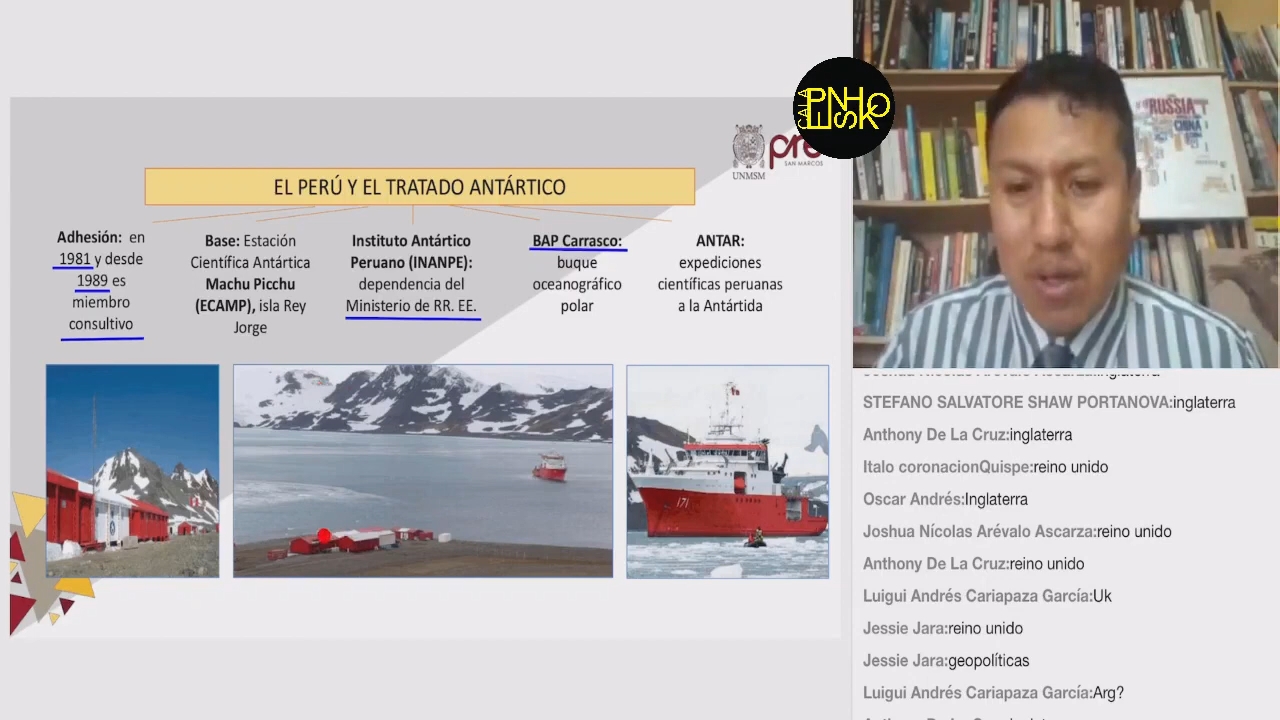 EL PERÚ Y EL TRATADO ANTÁRTICO
Adhesión: en
1981 y desde
1989 es
miembro
consultivo
Base: Estación
Científica Antártica
Machu Picchu
(ECAMP), isla Rey
Jorge
Instituto Antártico
Peruano (INANPE):
dependencia del
Ministerio de RR. EE.
BAP Carrasco:
buque
oceanográfico
polar
ANTAR:
expediciones
científicas peruanas
a la Antártida
UNMSM
pre
SAN MARCOS
171
RUSSIA
CHINA
STEFANO SALVATORE SHAW PORTANOVA:inglaterra
Anthony De La Cruz:inglaterra
Italo coronacionQuispe:reino unido
Oscar Andrés:Inglaterra
Joshua Nícolas Arévalo Ascarza:reino unido
Anthony De La Cruz:reino unido
Luigui Andrés Cariapaza García:Uk
Jessie Jara:reino unido
Jessie Jara:geopolíticas
Luigui Andrés Cariapaza García:Arg?